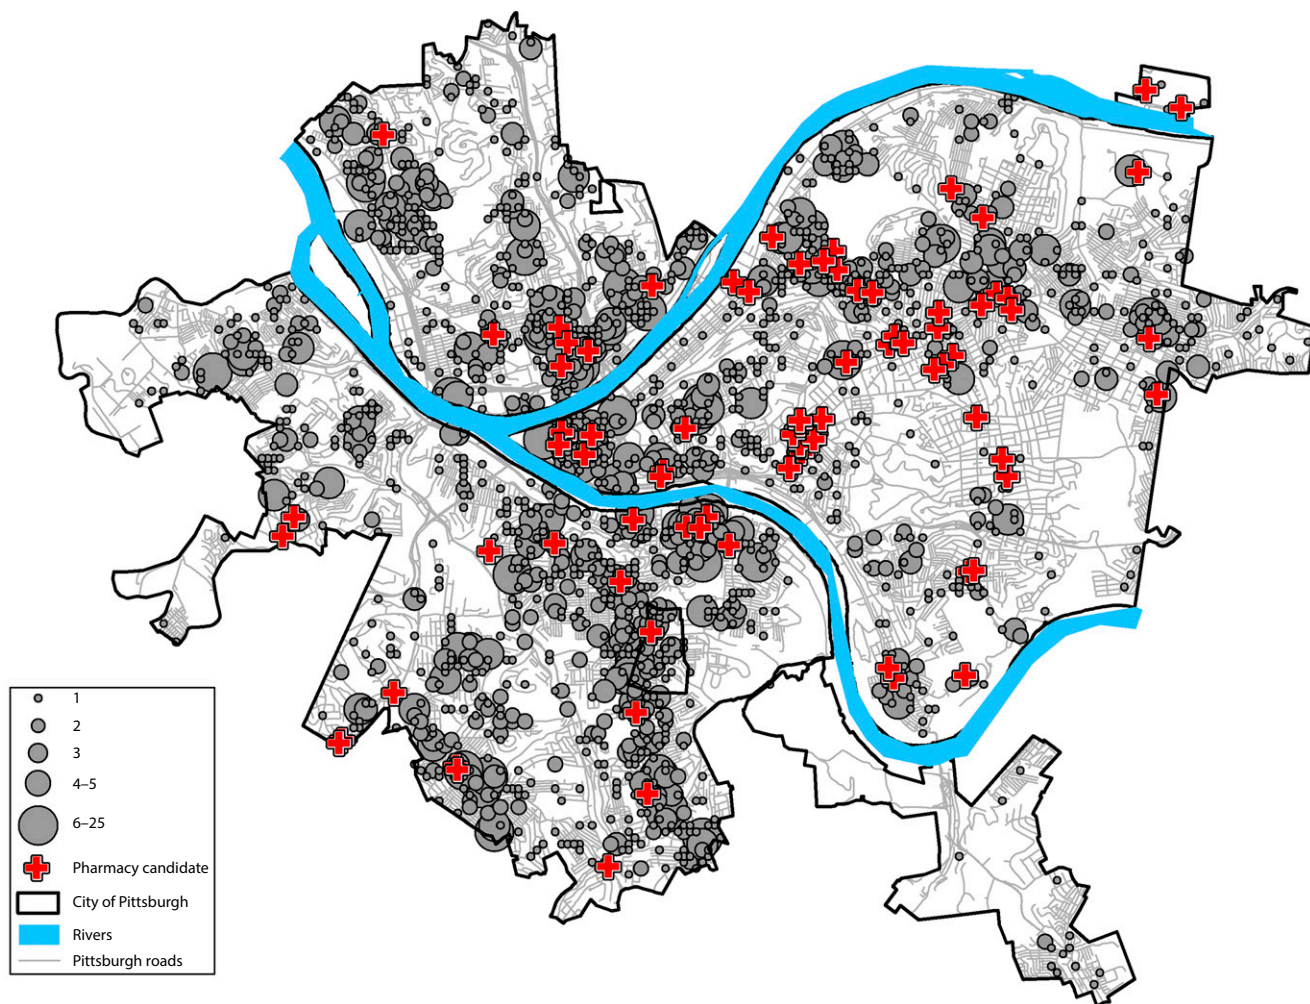 1
2
3
4–5
6–25
Pharmacy candidate
City of Pittsburgh
Rivers
Pittsburgh roads